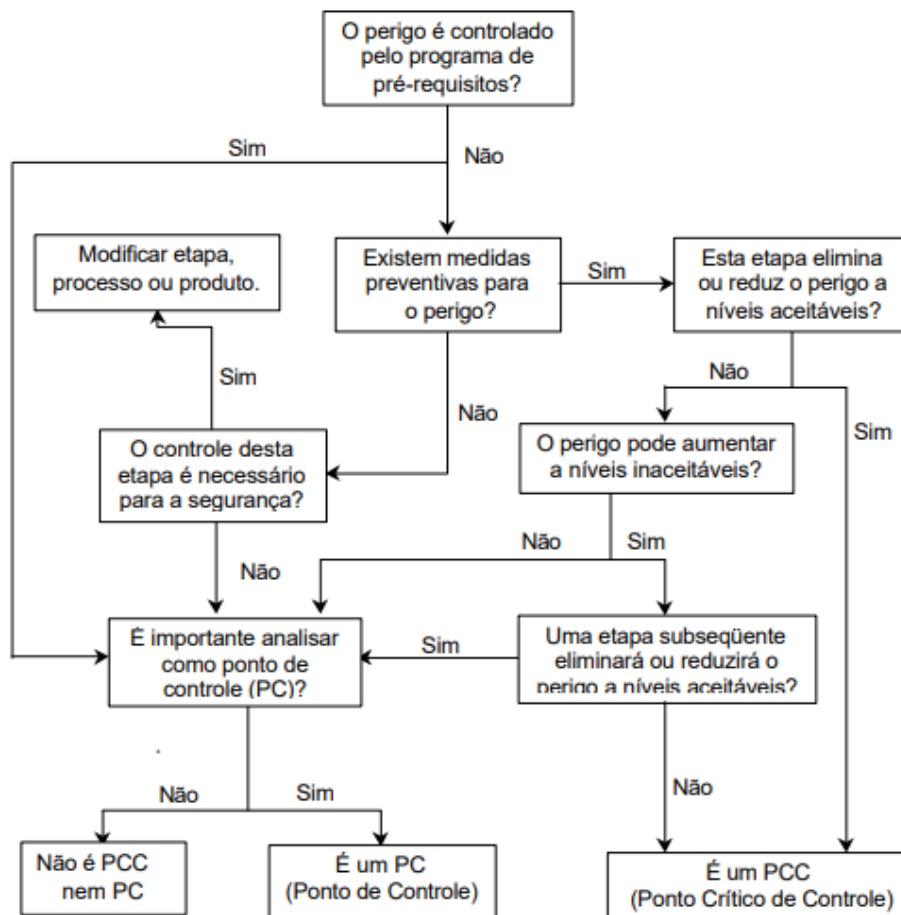 O perigo é controlado
pelo programa de
pré-requisitos?
Sim
Não
Modificar etapa,
processo ou produto.
Existem medidas
preventivas para
o perigo?
Sim
Esta etapa elimina
ou reduz o perigo a
níveis aceitáveis?
Sim
Não
Não
Sim
O controle desta
etapa é necessário
para a segurança?
O perigo pode aumentar
a níveis inaceitáveis?
Não
Não
Sim
É importante analisar
como ponto de
controle (PC)?
Sim
Uma etapa subseqüente
eliminará ou reduzirá o
perigo a níveis aceitáveis?
Não
Sim
Não
Não é PCC
nem PC
É um PC
(Ponto de Controle)
É um PCC
(Ponto Crítico de Controle)